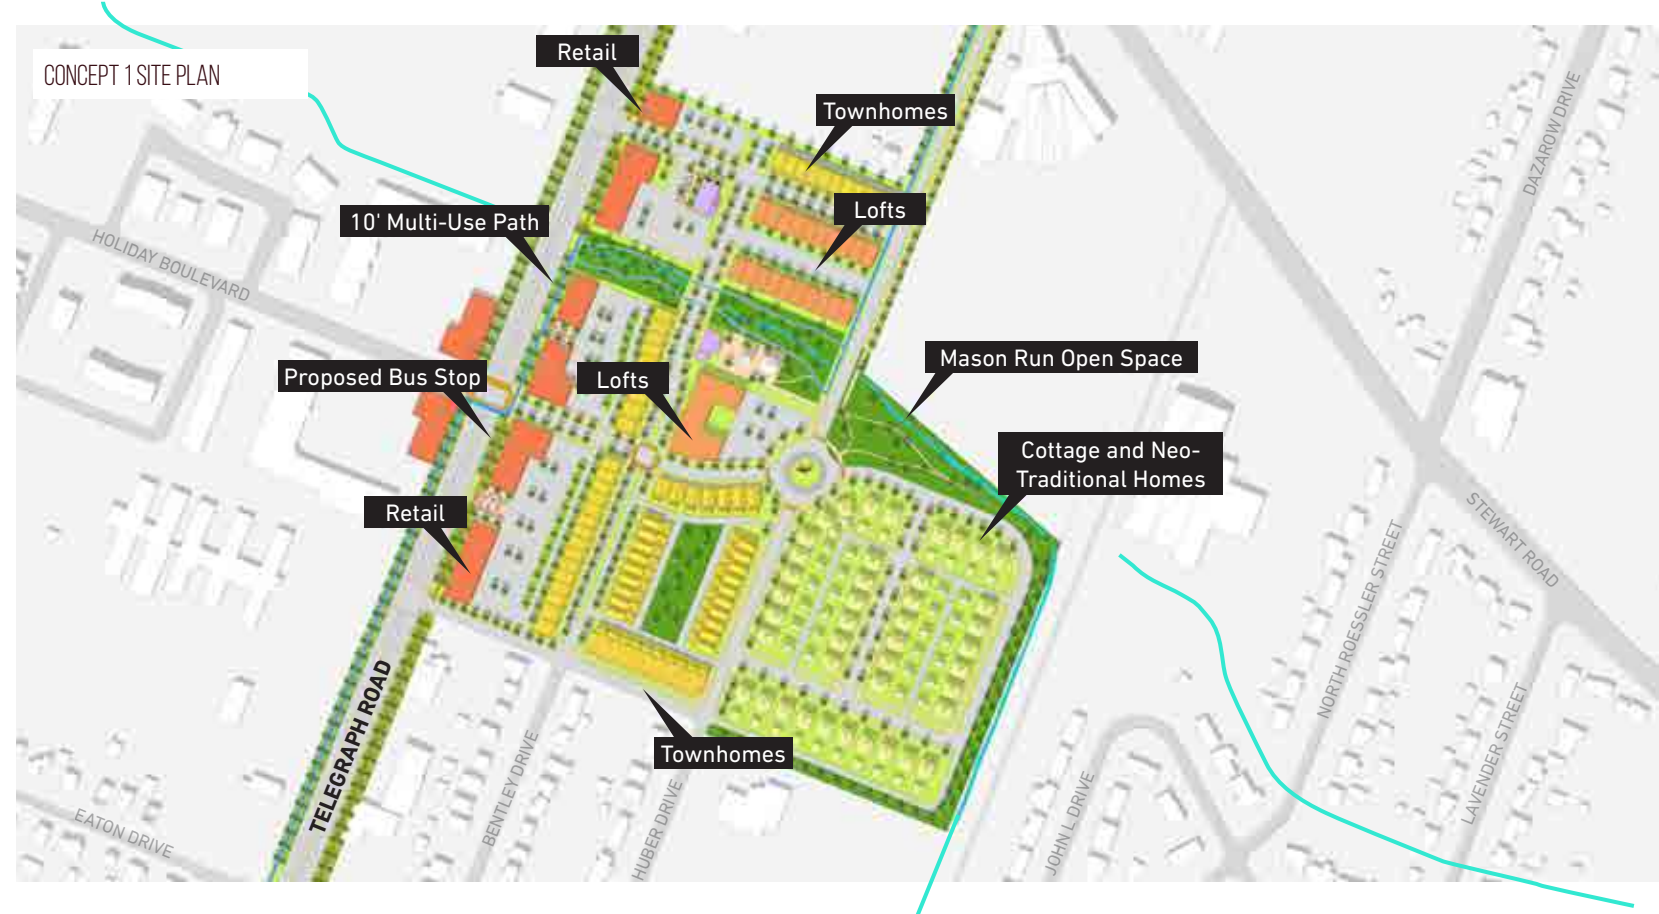 CONCEPT 1 SITE PLAN
Retail
Townhomes
Lofts
10' Multi-Use Path
HOLIDAY BOULEVARD
DAZAROW DRIVE
Proposed Bus Stop
Lofts
Mason Run Open Space
Cottage and Neo-
Traditional Homes
Retail
STEWART ROAD
NORTH ROESSLER STREET
TELEGRAPH ROAD
Townhomes
LAVENDER STREET
BENTLEY DRIVE
HUBER DRIVE
JOHN L DRIVE
EATON DRIVE